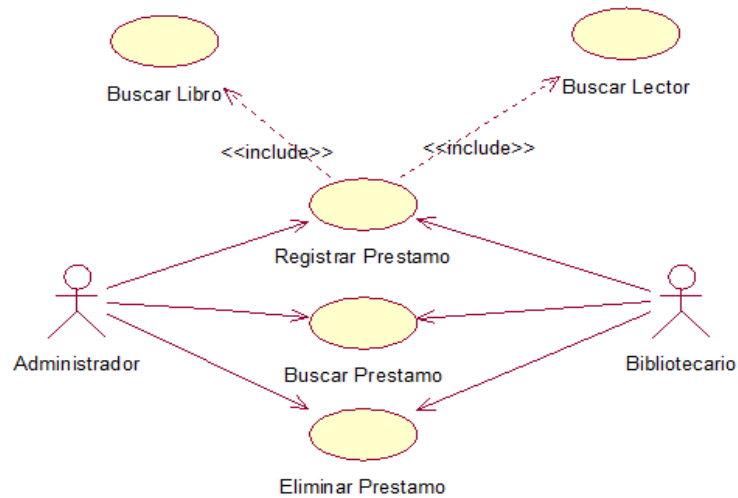 Buscar Libro
Buscar Lector
<<include>>
<<include>>
Registrar Prestamo
Administrador
Bibliotecario
Buscar Prestamo
Eliminar Prestamo